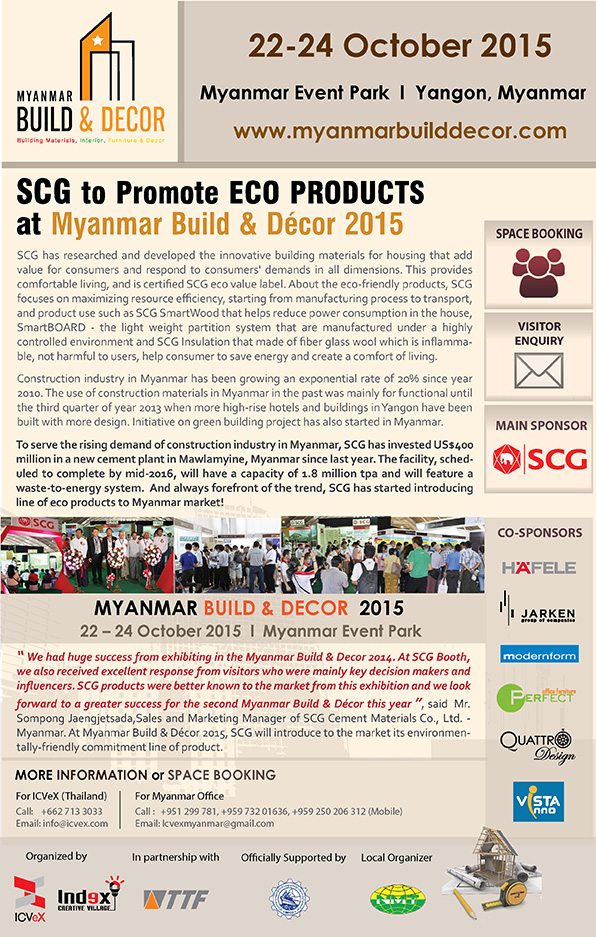 MYANMAR
BUILD & DECOR
Building Materials, Interior, Furniture & Decor
22-24 October 2015
Myanmar Event Park I Yangon, Myanmar
www.myanmarbuilddecor.com
SCG to Promote ECO PRODUCTS
at Myanmar Build & Décor 2015
SCG has researched and developed the innovative building materials for housing that add
value for consumers and respond to consumers' demands in all dimensions. This provides
comfortable living, and is certified SCG eco value label. About the eco-friendly products, SCG
focuses on maximizing resource efficiency, starting from manufacturing process to transport,
and product use such as SCG SmartWood that helps reduce power consumption in the house,
SmartBOARD - the light weight partition system that are manufactured under a highly
controlled environment and SCG Insulation that made of fiber glass wool which is inflamma-
ble, not harmful to users, help consumer to save energy and create a comfort of living.
Construction industry in Myanmar has been growing an exponential rate of 20% since year
2010. The use of construction materials in Myanmar in the past was mainly for functional until
the third quarter of year 2013 when more high-rise hotels and buildings in Yangon have been
built with more design. Initiative on green building project has also started in Myanmar.
To serve the rising demand of construction industry in Myanmar, SCG has invested US$400
million in a new cement plant in Mawlamyine, Myanmar since last year. The facility, sched-
uled to complete by mid-2016, will have a capacity of 1.8 million tpa and will feature a
waste-to-energy system. And always forefront of the trend, SCG has started introducing
line of eco products to Myanmar market!
SPACE BOOKING
VISITOR
ENQUIRY
MAIN SPONSOR
SCG
SCG
SCG
MYANMAR BUILD & DECOR 2015
22 – 24 October 2015 I Myanmar Event Park
" We had huge success from exhibiting in the Myanmar Build & Decor 2014. At SCG Booth,
we also received excellent response from visitors who were mainly key decision makers and
influencers. SCG products were better known to the market from this exhibition and we look
forward to a greater success for the second Myanmar Build & Décor this year ", said Mr.
Sompong Jaengjetsada,Sales and Marketing Manager of SCG Cement Materials Co., Ltd. -
Myanmar. At Myanmar Build & Décor 2015, SCG will introduce to the market its environmen-
tally-friendly commitment line of product.
CO-SPONSORS
HÄFELE
JARKEN
group of companies
modernform
office furniture
PERFECT
QUATTRO
Design
VISTA
inno
MORE INFORMATION or SPACE BOOKING
For ICVeX (Thailand)
Call: +662 713 3033
Email: info@icvex.com
For Myanmar Office
Call : +951 299 781, +959 732 01636, +959 250 206 312 (Mobile)
Email: Icvexmyanmar@gmail.com
Organized by
In partnership with
Officially Supported by
Local Organizer
ICVeX
Index
CREATIVE VILLAGE
TTF
NMT